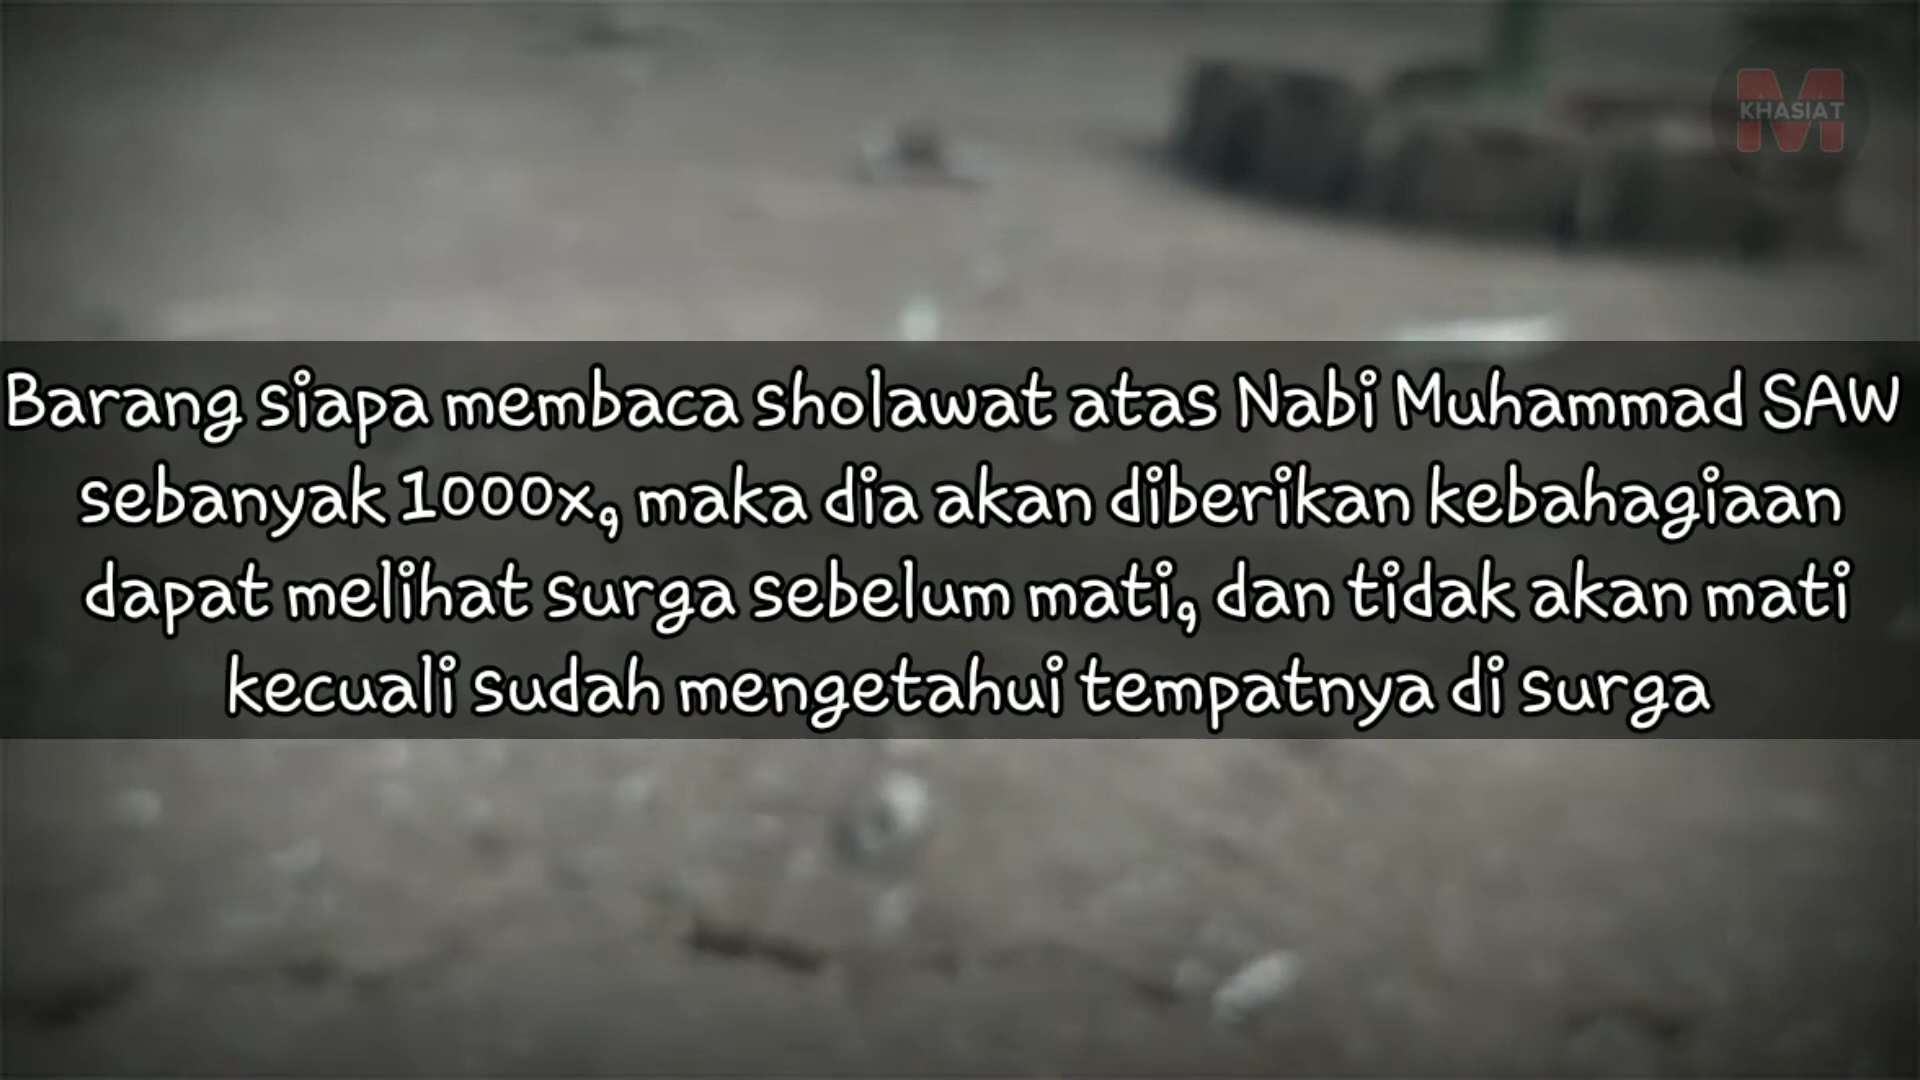 KHASIAT
Barang siapa membaca sholawat atas Nabi Muhammad SAW
sebanyak 1000x, maka dia akan diberikan kebahagiaan
dapat melihat surga sebelum mati, dan tidak akan mati
kecuali sudah mengetahui tempatnya di surga